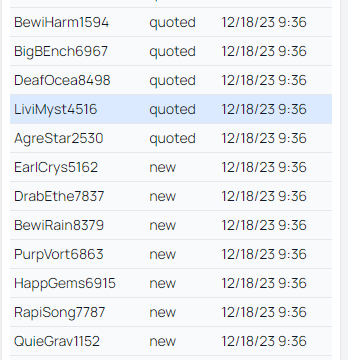 BewiHarm1594 quoted 12/18/23 9:36
BigBEnch6967 quoted 12/18/23 9:36
DeafOcea8498 quoted 12/18/23 9:36
LiviMyst4516 quoted 12/18/23 9:36
AgreStar2530 quoted 12/18/23 9:36
EarlCrys5162 new 12/18/23 9:36
DrabEthe7837 new 12/18/23 9:36
BewiRain8379 new 12/18/23 9:36
PurpVort6863 new 12/18/23 9:36
HappGems6915 new 12/18/23 9:36
RapiSong7787 new 12/18/23 9:36
QuieGrav1152 new 12/18/23 9:36